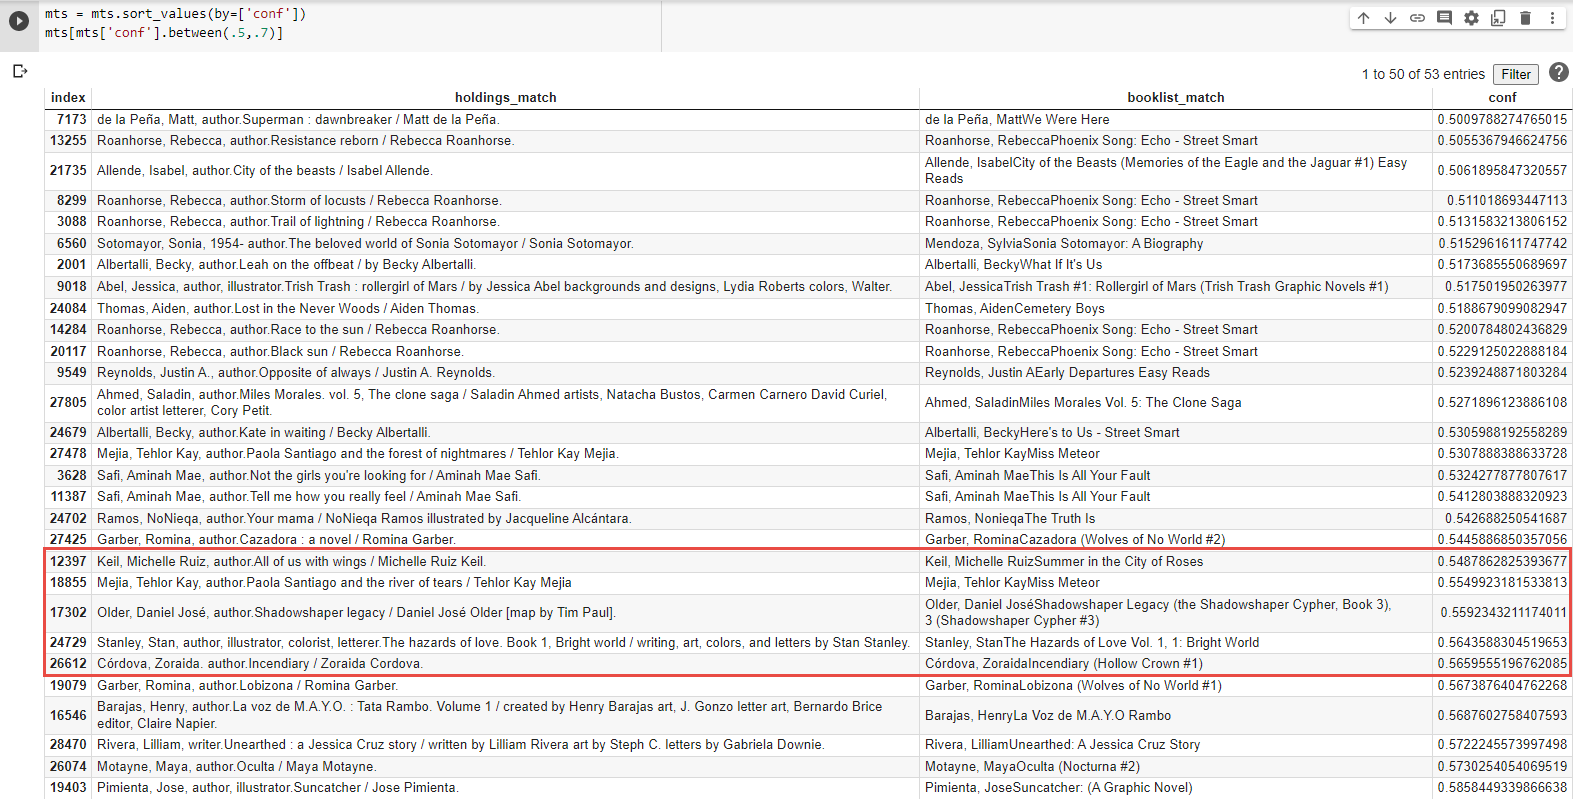 mts = mts.sort_values(by=['conf'])
mts[mts['conf'].between(.5,.7)]
1 to 50 of 53 entries Filter ?
index holdings_match booklist_match conf
7173 de la Peña, Matt, author.Superman : dawnbreaker / Matt de la Peña. de la Peña, MattWe Were Here 0.5009788274765015
13255 Roanhorse, Rebecca, author.Resistance reborn / Rebecca Roanhorse. Roanhorse, RebeccaPhoenix Song: Echo - Street Smart 0.5055367946624756
21735 Allende, Isabel, author.City of the beasts / Isabel Allende. Allende, IsabelCity of the Beasts (Memories of the Eagle and the Jaguar #1) Easy
Reads 0.5061895847320557
8299 Roanhorse, Rebecca, author.Storm of locusts / Rebecca Roanhorse. Roanhorse, RebeccaPhoenix Song: Echo - Street Smart 0.511018693447113
3088 Roanhorse, Rebecca, author.Trail of lightning / Rebecca Roanhorse. Roanhorse, RebeccaPhoenix Song: Echo - Street Smart 0.5131583213806152
6560 Sotomayor, Sonia, 1954- author.The beloved world of Sonia Sotomayor / Sonia Sotomayor. Mendoza, SylviaSonia Sotomayor: A Biography 0.5152961611747742
2001 Albertalli, Becky, author.Leah on the offbeat / by Becky Albertalli. Albertalli, BeckyWhat If It's Us 0.5173685550689697
9018 Abel, Jessica, author, illustrator.Trish Trash : rollergirl of Mars / by Jessica Abel backgrounds and designs, Lydia Roberts colors, Walter. Abel, JessicaTrish Trash #1: Rollergirl of Mars (Trish Trash Graphic Novels #1) 0.517501950263977
24084 Thomas, Aiden, author.Lost in the Never Woods / Aiden Thomas. Thomas, AidenCemetery Boys 0.5188679099082947
14284 Roanhorse, Rebecca, author.Race to the sun / Rebecca Roanhorse. Roanhorse, RebeccaPhoenix Song: Echo - Street Smart 0.5200784802436829
20117 Roanhorse, Rebecca, author.Black sun / Rebecca Roanhorse. Roanhorse, RebeccaPhoenix Song: Echo - Street Smart 0.5229125022888184
9549 Reynolds, Justin A., author.Opposite of always / Justin A. Reynolds. Reynolds, Justin AEarly Departures Easy Reads 0.5239248871803284
27805 Ahmed, Saladin, author.Miles Morales. vol. 5, The clone saga / Saladin Ahmed artists, Natacha Bustos, Carmen Carnero David Curiel,
color artist letterer, Cory Petit. Ahmed, SaladinMiles Morales Vol. 5: The Clone Saga 0.5271896123886108
24679 Albertalli, Becky, author.Kate in waiting / Becky Albertalli. Albertalli, BeckyHere's to Us - Street Smart 0.5305988192558289
27478 Mejia, Tehlor Kay, author.Paola Santiago and the forest of nightmares / Tehlor Kay Mejia. Mejia, Tehlor KayMiss Meteor 0.5307888388633728
3628 Safi, Aminah Mae, author.Not the girls you're looking for / Aminah Mae Safi. Safi, Aminah MaeThis Is All Your Fault 0.5324277877807617
11387 Safi, Aminah Mae, author.Tell me how you really feel / Aminah Mae Safi. Safi, Aminah MaeThis Is All Your Fault 0.5412803888320923
24702 Ramos, NoNieqa, author.Your mama / NoNieqa Ramos illustrated by Jacqueline Alcántara. Ramos, NonieqaThe Truth Is 0.542688250541687
27425 Garber, Romina, author.Cazadora : a novel / Romina Garber. Garber, RominaCazadora (Wolves of No World #2) 0.5445886850357056
12397 Keil, Michelle Ruiz, author.All of us with wings / Michelle Ruiz Keil. Keil, Michelle RuizSummer in the City of Roses 0.5487862825393677
18855 Mejia, Tehlor Kay, author.Paola Santiago and the river of tears / Tehlor Kay Mejia Mejia, Tehlor KayMiss Meteor 0.5549923181533813
17302 Older, Daniel José, author.Shadowshaper legacy / Daniel José Older [map by Tim Paul]. Older, Daniel JoséShadowshaper Legacy (the Shadowshaper Cypher, Book 3),
3 (Shadowshaper Cypher #3) 0.5592343211174011
24729 Stanley, Stan, author, illustrator, colorist, letterer.The hazards of love. Book 1, Bright world / writing, art, colors, and letters by Stan Stanley. Stanley, StanThe Hazards of Love Vol. 1, 1: Bright World 0.5643588304519653
26612 Córdova, Zoraida. author.Incendiary / Zoraida Cordova. Córdova, ZoraidaIncendiary (Hollow Crown #1) 0.5659555196762085
19079 Garber, Romina, author.Lobizona / Romina Garber. Garber, RominaLobizona (Wolves of No World #1) 0.5673876404762268
16546 Barajas, Henry, author.La voz de M.A.Y.O. : Tata Rambo. Volume 1 / created by Henry Barajas art, J. Gonzo letter art, Bernardo Brice
editor, Claire Napier. Barajas, HenryLa Voz de M.A.Y.O Rambo 0.5687602758407593
28470 Rivera, Lilliam, writer.Unearthed : a Jessica Cruz story / written by Lilliam Rivera art by Steph C. letters by Gabriela Downie. Rivera, LilliamUnearthed: A Jessica Cruz Story 0.5722245573997498
26074 Motayne, Maya, author.Oculta / Maya Motayne. Motayne, MayaOculta (Nocturna #2) 0.5730254054069519
19403 Pimienta, Jose, author, illustrator.Suncatcher / Jose Pimienta. Pimienta, JoseSuncatcher: (A Graphic Novel) 0.5858449339866638